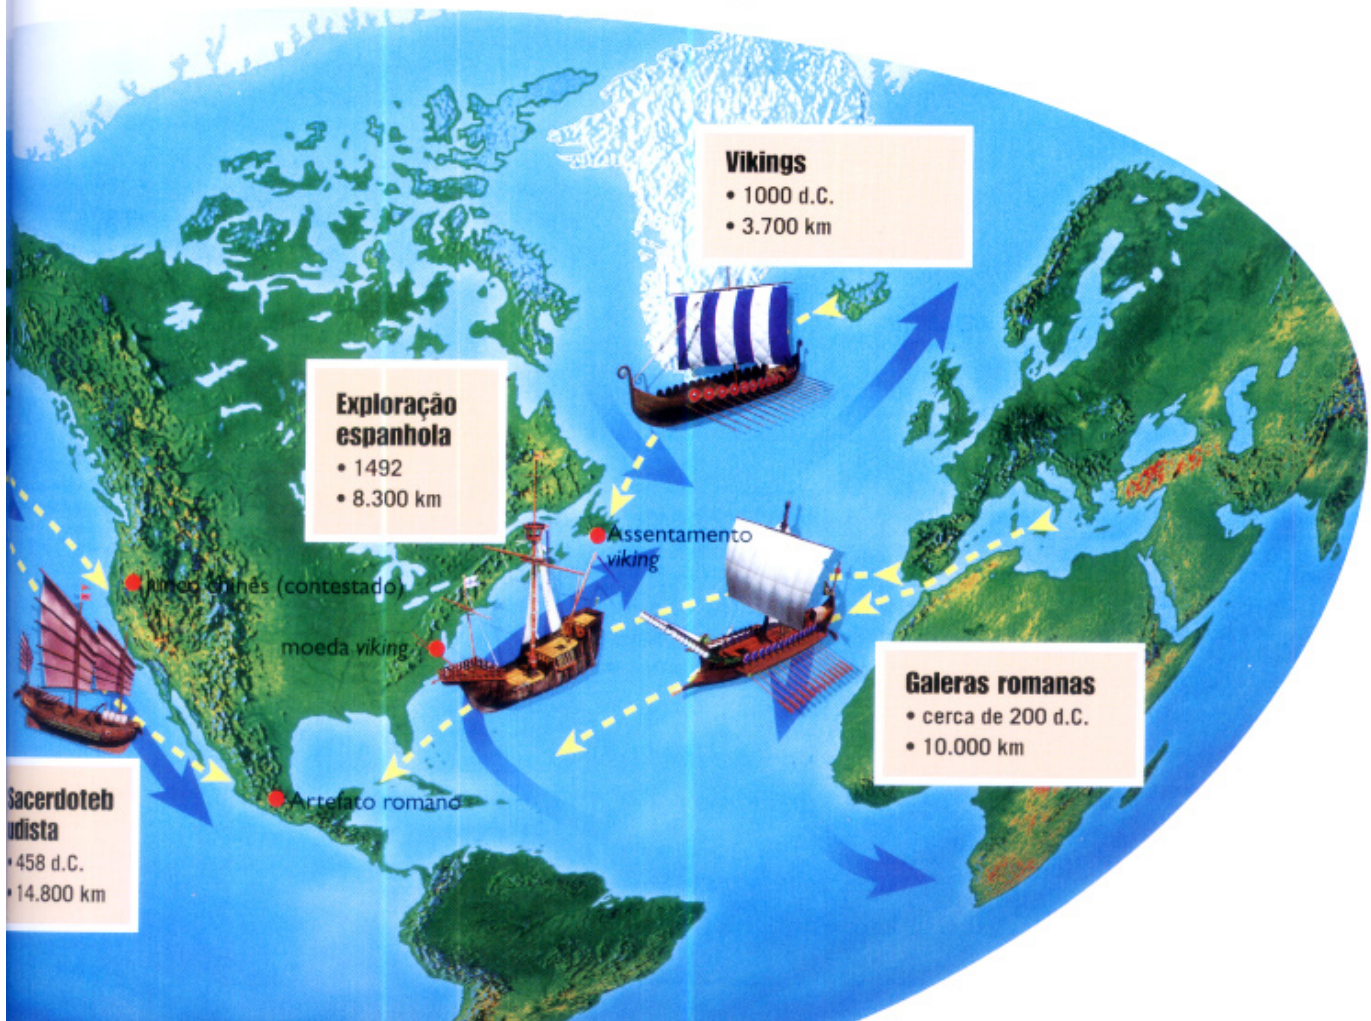 Vikings
• 1000 d.C.
• 3.700 km
Exploração
espanhola
• 1492
• 8.300 km
Assentamento
viking
chinês (contestado)
moeda viking
Galeras romanas
• cerca de 200 d.C.
• 10.000 km
Artefato romano
Sacerdoteb
udista
• 458 d.C.
• 14.800 km